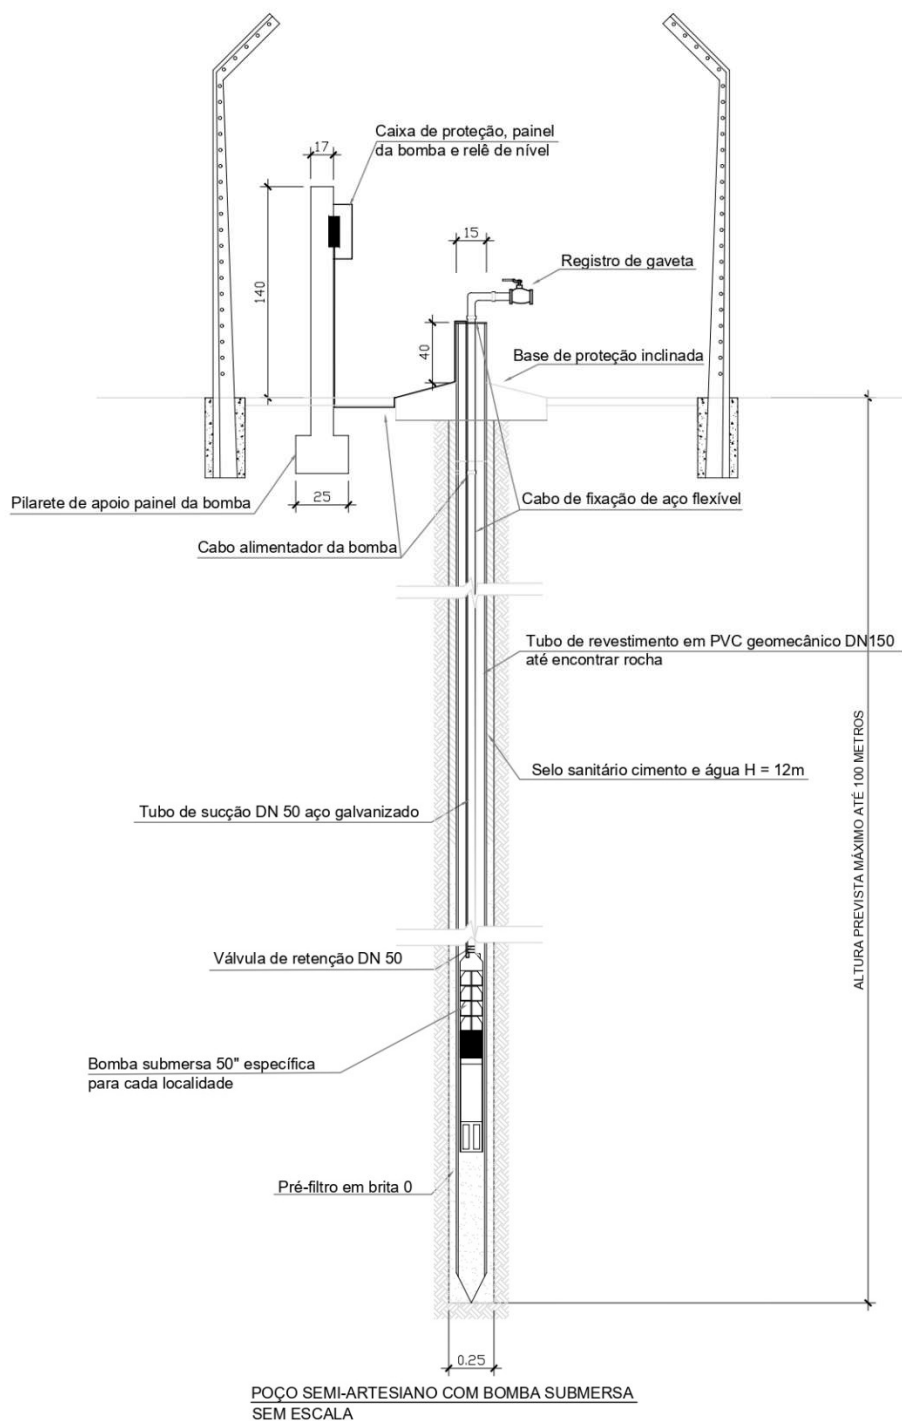 Caixa de proteção, painel
da bomba e relê de nível
17
15
Registro de gaveta
140
40
Base de proteção inclinada
Pilarete de apoio painel da bomba
25
Cabo de fixação de aço flexível
Cabo alimentador da bomba
Tubo de revestimento em PVC geomecânico DN150
até encontrar rocha
ALTURA PREVISTA MÁXIMO ATÉ 100 METROS
Selo sanitário cimento e água H = 12m
Tubo de sucção DN 50 aço galvanizado
Válvula de retenção DN 50
Bomba submersa 50" específica
para cada localidade
Pré-filtro em brita 0
0.25
POÇO SEMI-ARTESIANO COM BOMBA SUBMERSA
SEM ESCALA